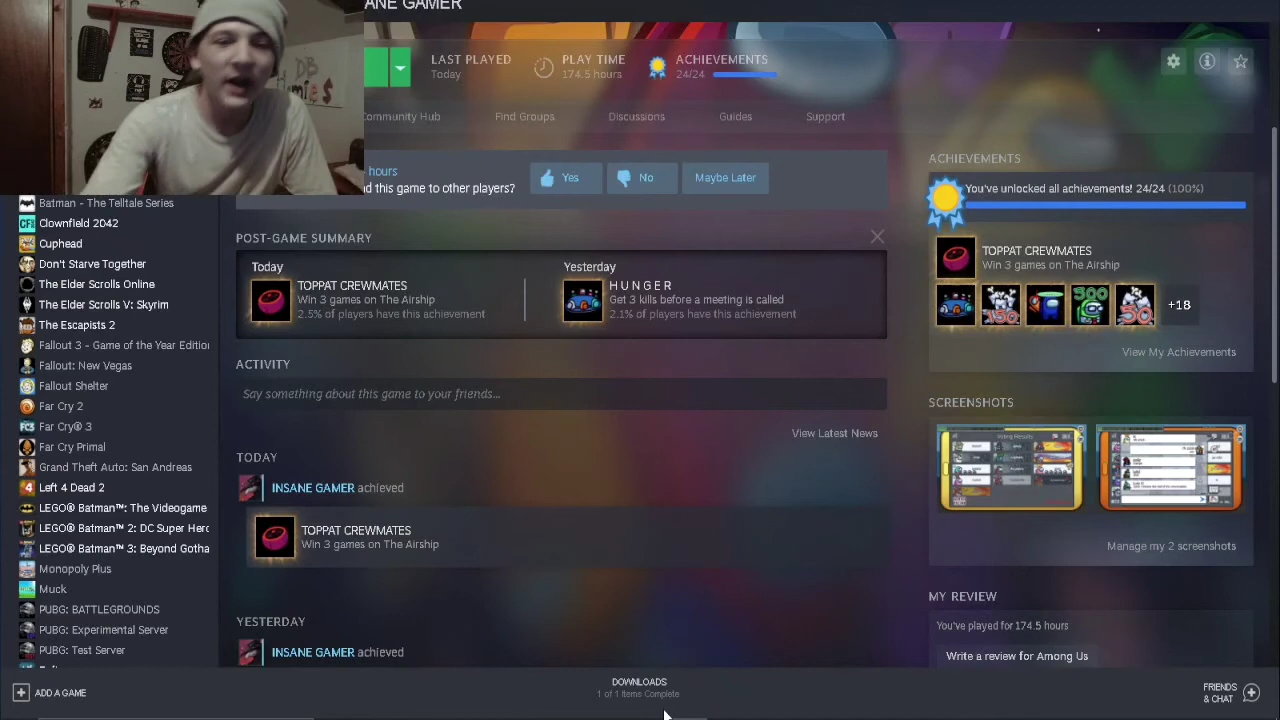 ANE GAMER
LAST PLAYED
Today
PLAY TIME
174.5 hours
ACHIEVEMENTS
24/24
Community Hub
Find Groups
Discussions
Guides
Support
hours
nd this game to other players?
Yes
No
Maybe Later
POST-GAME SUMMARY
Today
TOPPAT CREWMATES
Win 3 games on The Airship
2.5% of players have this achievement
Yesterday
H U N G E R
Get 3 kills before a meeting is called
2.1% of players have this achievement
ACTIVITY
Say something about this game to your friends...
View Latest News
TODAY
INSANE GAMER achieved
TOPPAT CREWMATES
Win 3 games on The Airship
YESTERDAY
INSANE GAMER achieved
ACHIEVEMENTS
You've unlocked all achievements! 24/24 (100%)
TOPPAT CREWMATES
Win 3 games on The Airship
+18
View My Achievements
SCREENSHOTS
Manage my 2 screenshots
MY REVIEW
You've played for 174.5 hours
Write a review for Among Us
Batman - The Telltale Series
Clownfield 2042
Cuphead
Don't Starve Together
The Elder Scrolls Online
The Elder Scrolls V: Skyrim
The Escapists 2
Fallout 3 - Game of the Year Edition
Fallout: New Vegas
Fallout Shelter
Far Cry 2
Far Cry® 3
Far Cry Primal
Grand Theft Auto: San Andreas
Left 4 Dead 2
LEGO® Batman™: The Videogame
LEGO® Batman™ 2: DC Super Herc
LEGO® Batman™ 3: Beyond Gotha
Monopoly Plus
Muck
PUBG: BATTLEGROUNDS
PUBG: Experimental Server
PUBG: Test Server
ADD A GAME
DOWNLOADS
1 of 1 Items Complete
FRIENDS
& CHAT